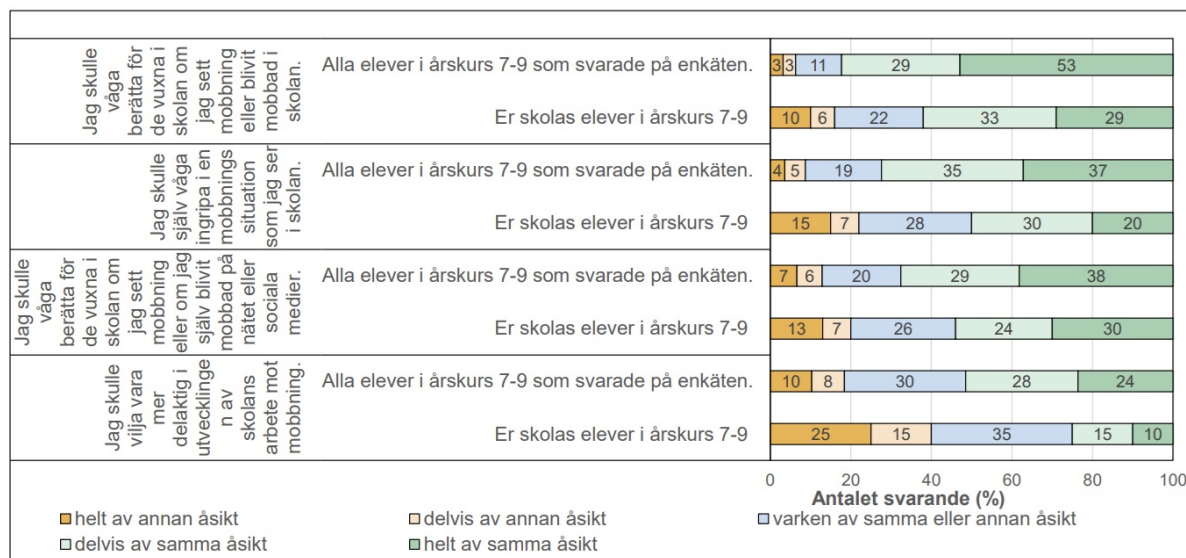 Jag skulle
våga
berätta för
de vuxna i
skolan om
jag sett
mobbning
eller blivit
mobbad i
skolan.
Alla elever i årskurs 7-9 som svarade på enkäten.
3 3 11 29 53
Er skolas elever i årskurs 7-9
10 6 22 33 29
Jag skulle
själv våga
ingripa i en
mobbnings
situation
som jag ser
i skolan.
Alla elever i årskurs 7-9 som svarade på enkäten.
4 5 19 35 37
Er skolas elever i årskurs 7-9
15 7 28 30 20
Jag skulle
våga
berätta för
de vuxna i
skolan om
jag sett
mobbning
eller om jag
själv blivit
mobbad på
nätet eller
sociala
medier.
Alla elever i årskurs 7-9 som svarade på enkäten.
7 6 20 29 38
Er skolas elever i årskurs 7-9
13 7 26 24 30
Jag skulle
vilja vara
mer
delaktig i
utvecklinge
n av
skolans
arbete mot
mobbning.
Alla elever i årskurs 7-9 som svarade på enkäten.
10 8 30 28 24
Er skolas elever i årskurs 7-9
25 15 35 15 10
0 20 40 60 80 100
Antalet svarande (%)
helt av annan åsikt delvis av annan åsikt varken av samma eller annan åsikt
delvis av samma åsikt helt av samma åsikt